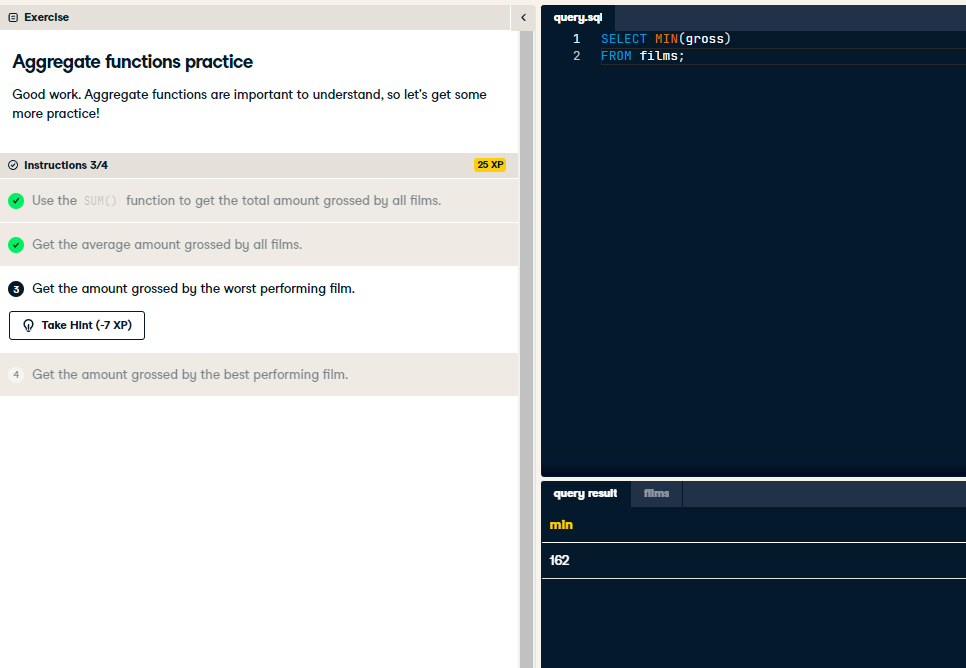 Exercise
Aggregate functions practice
Good work. Aggregate functions are important to understand, so let's get some
more practice!
Instructions 3/4
25 XP
Use the SUM() function to get the total amount grossed by all films.
Get the average amount grossed by all films.
3 Get the amount grossed by the worst performing film.
Take Hint (-7 XP)
4 Get the amount grossed by the best performing film.
query.sql
1 SELECT MIN(gross)
2 FROM films;
query result films
min
162